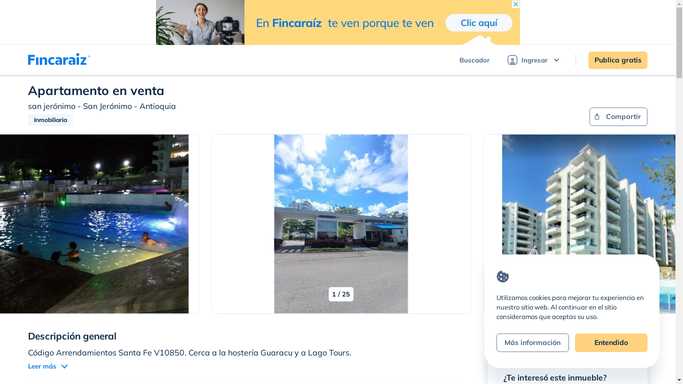 En Fincaraíz te ven porque te ven
Clic aquí
Fincaraíz
Buscador
Ingresar
Publica gratis
Apartamento en venta
san jerónimo - San Jerónimo - Antioquia
Inmobiliaria
Compartir
1 / 25
Utilizamos cookies para mejorar tu experiencia en
nuestro sitio web. Al continuar en el sitio
consideramos que aceptas su uso.
Más información
Entendido
Descripción general
Código Arrendamientos Santa Fe V10850. Cerca a la hostería Guaracu y a Lago Tours.
Leer más
¿Te interesó este inmueble?